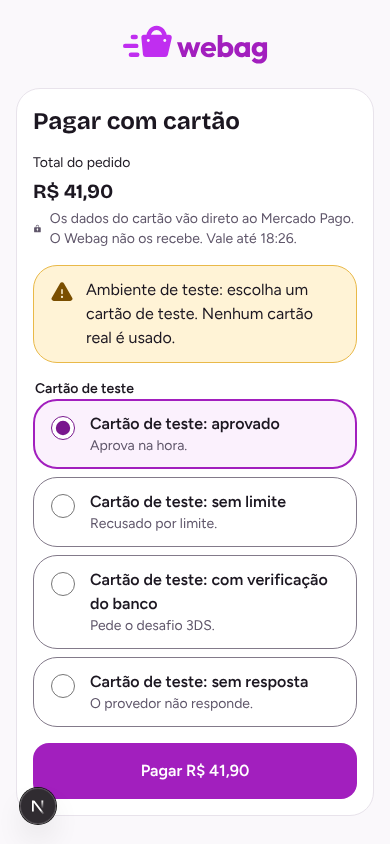 webag
Pagar com cartão
Total do pedido
R$ 41,90
Os dados do cartão vão direto ao Mercado Pago.
O Webag não os recebe. Vale até 18:26.
Ambiente de teste: escolha um
cartão de teste. Nenhum cartão
real é usado.
Cartão de teste
Cartão de teste: aprovado
Aprova na hora.
Cartão de teste: sem limite
Recusado por limite.
Cartão de teste: com verificação
do banco
Pede o desafio 3DS.
Cartão de teste: sem resposta
O provedor não responde.
Pagar R$ 41,90
N